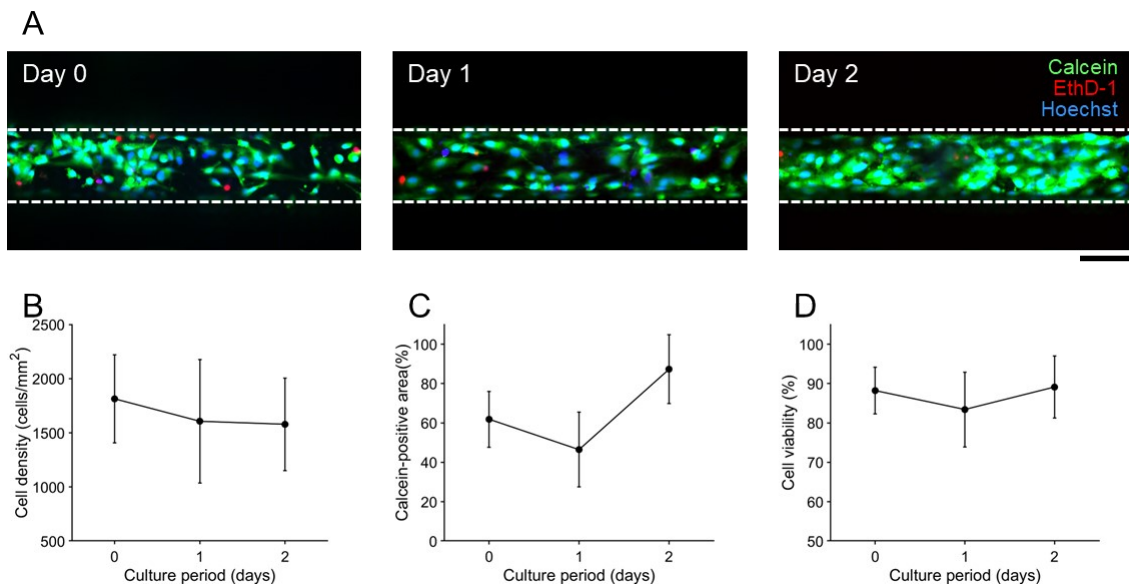 A
Day 0
Day 1
Day 2
Calcein
EthD-1
Hoechst
B
2500
2000
1500
1000
500
Cell density (cells/mm²)
0
1
2
Culture period (days)
C
100
80
60
40
20
0
Calcein-positive area(%)
0
1
2
Culture period (days)
D
100
90
80
70
60
50
Cell viability (%)
0
1
2
Culture period (days)